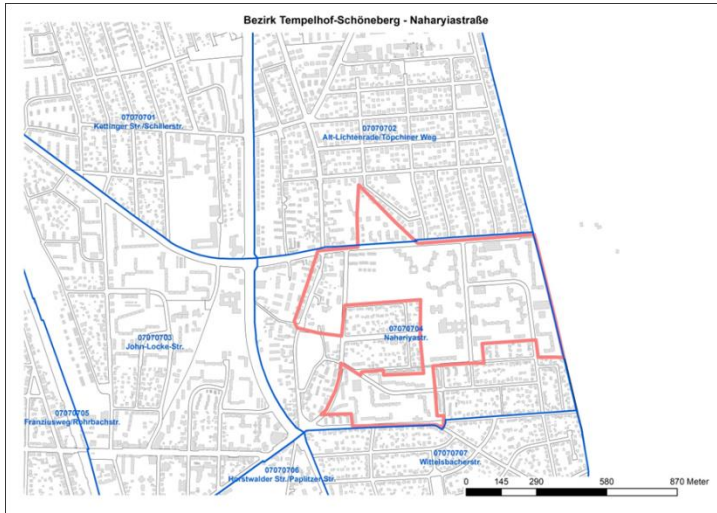 Bezirk Tempelhof-Schöneberg - Naharyiastraße
07070701
Kettinger Str./Schillerstr.
07070702
Alt-Lichtenrade/Töpchiner Weg
07070703
John-Locke-Str.
07070704
Nahariyastr.
07070705
Franziusweg/Rohrbachstr.
07070706
Horstwalder Str./Paplitzer Str.
07070707
Wittelsbacherstr.
0 145 290 580 870 Meter